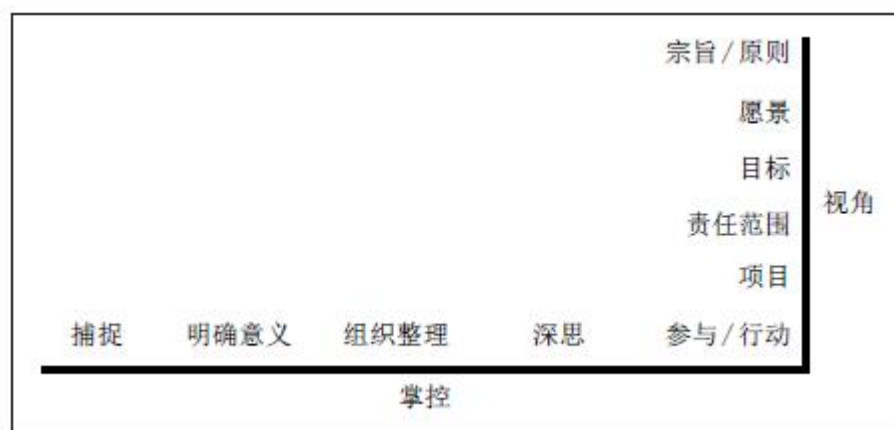 宗旨/原则
愿景
目标
视角
责任范围
项目
捕捉 明确意义 组织整理 深思 参与/行动
掌控